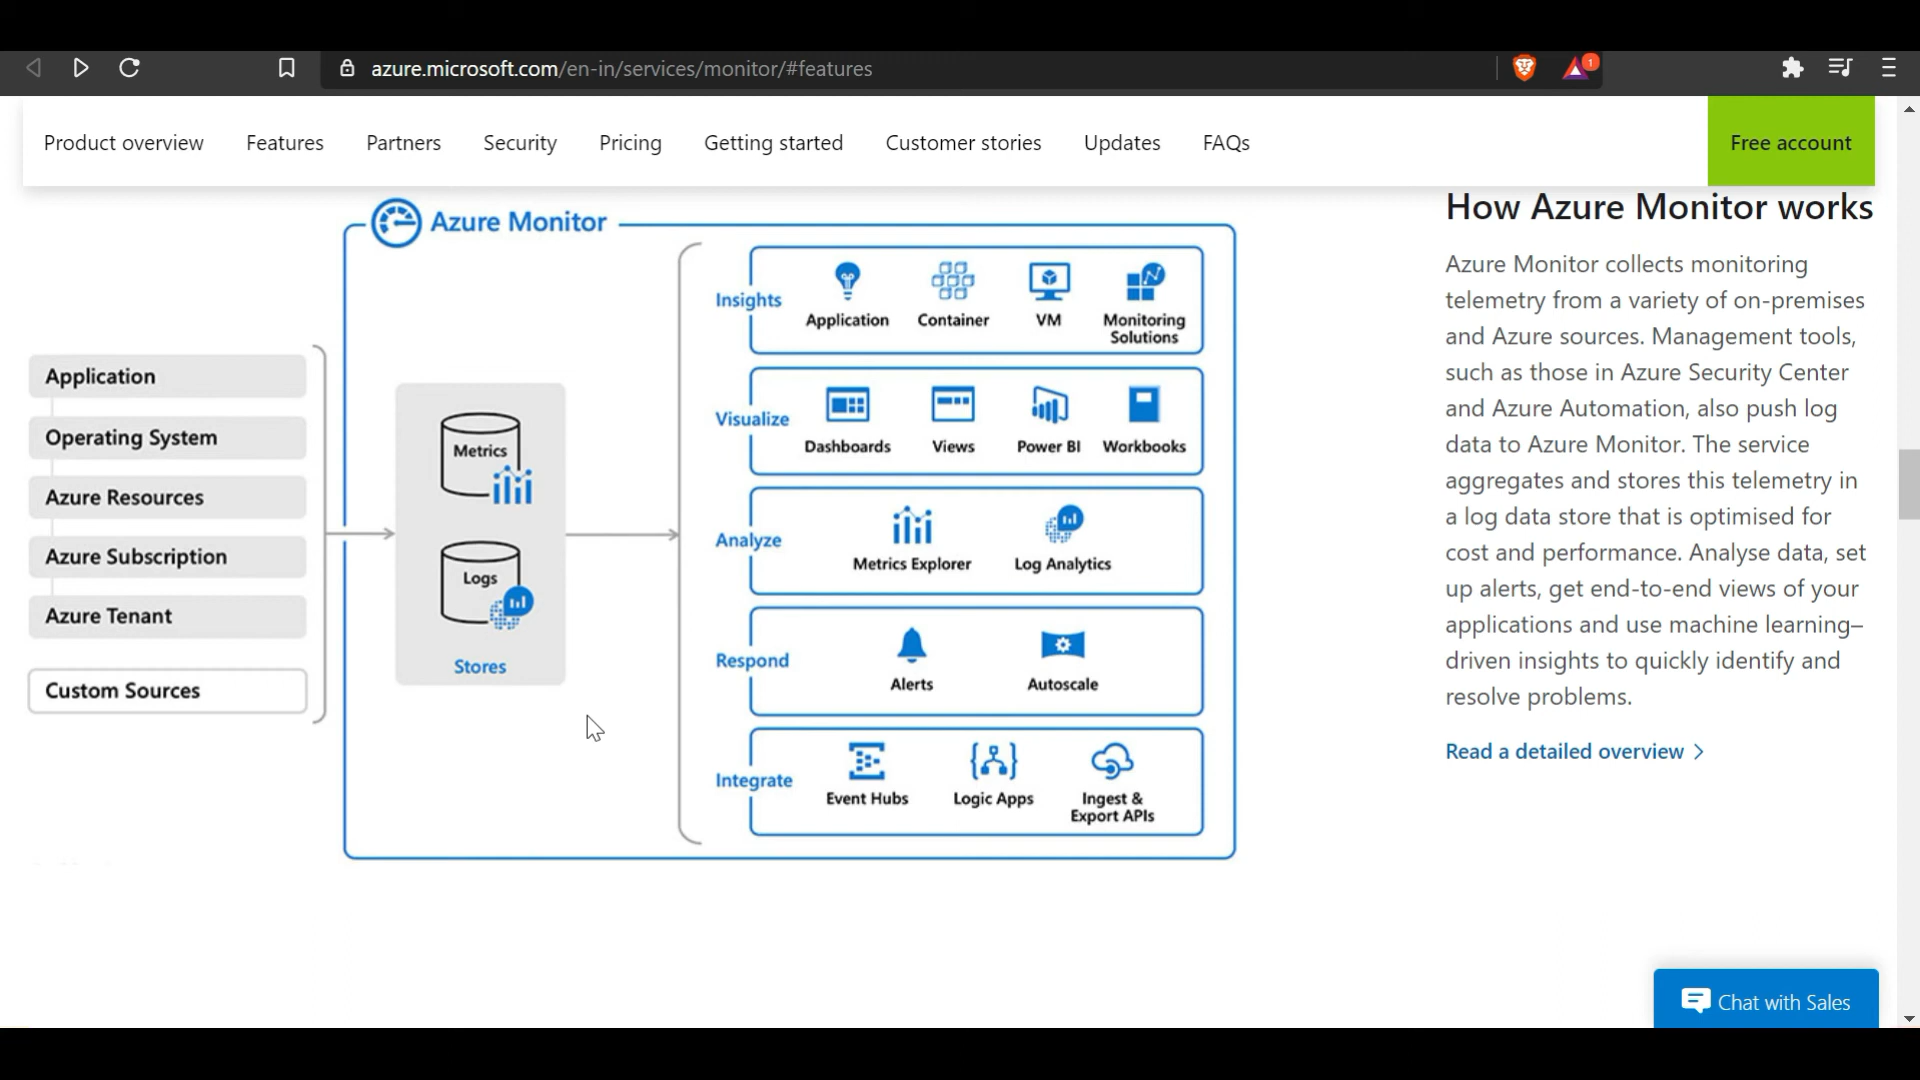 azure.microsoft.com/en-in/services/monitor/#features
1
Product overview
Features
Partners
Security
Pricing
Getting started
Customer stories
Updates
FAQs
Free account
Azure Monitor
Application
Operating System
Azure Resources
Azure Subscription
Azure Tenant
Custom Sources
Metrics
Logs
Stores
Insights
Application
Container
VM
Monitoring
Solutions
Visualize
Dashboards
Views
Power BI
Workbooks
Analyze
Metrics Explorer
Log Analytics
Respond
Alerts
Autoscale
Integrate
Event Hubs
Logic Apps
Ingest &
Export APIs
How Azure Monitor works
Azure Monitor collects monitoring
telemetry from a variety of on-premises
and Azure sources. Management tools,
such as those in Azure Security Center
and Azure Automation, also push log
data to Azure Monitor. The service
aggregates and stores this telemetry in
a log data store that is optimised for
cost and performance. Analyse data, set
up alerts, get end-to-end views of your
applications and use machine learning–
driven insights to quickly identify and
resolve problems.
Read a detailed overview
Chat with Sales